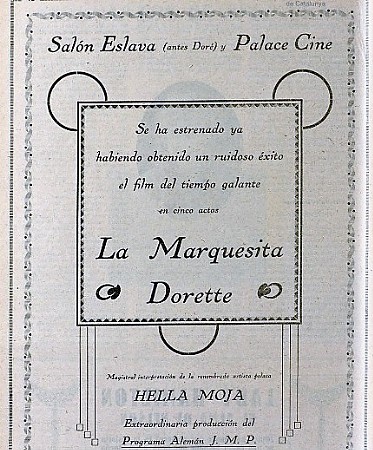 de Catalunya
Salón Eslava (antes Doré) y Palace Cine
Se ha estrenado ya
habiendo obtenido un ruidoso éxito
el film del tiempo galante
en cinco actos
La Marquesita
Dorette
Magistral interpretación de la renombrada artista polaca
HELLA MOJA
Extraordinaria producción del
Programa Alemán J. M. P.